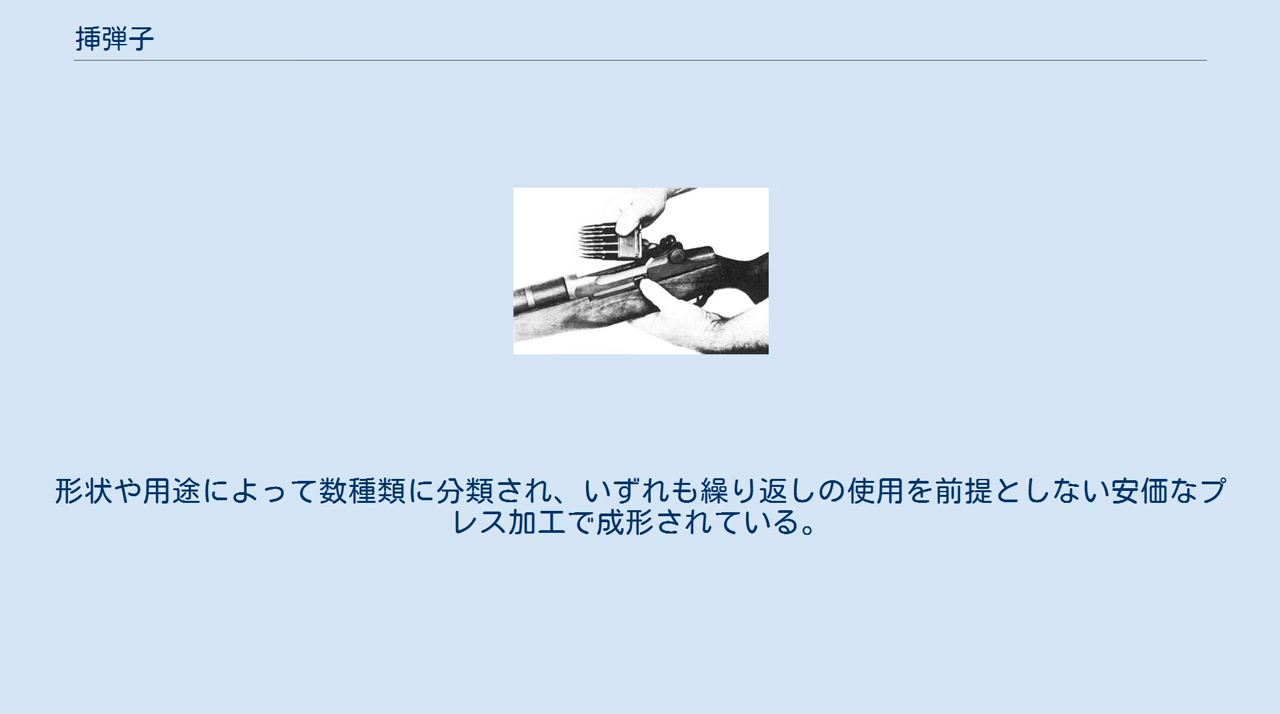 挿弾子
形状や用途によって数種類に分類され、いずれも繰り返しの使用を前提としない安価なプ
レス加工で成形されている。